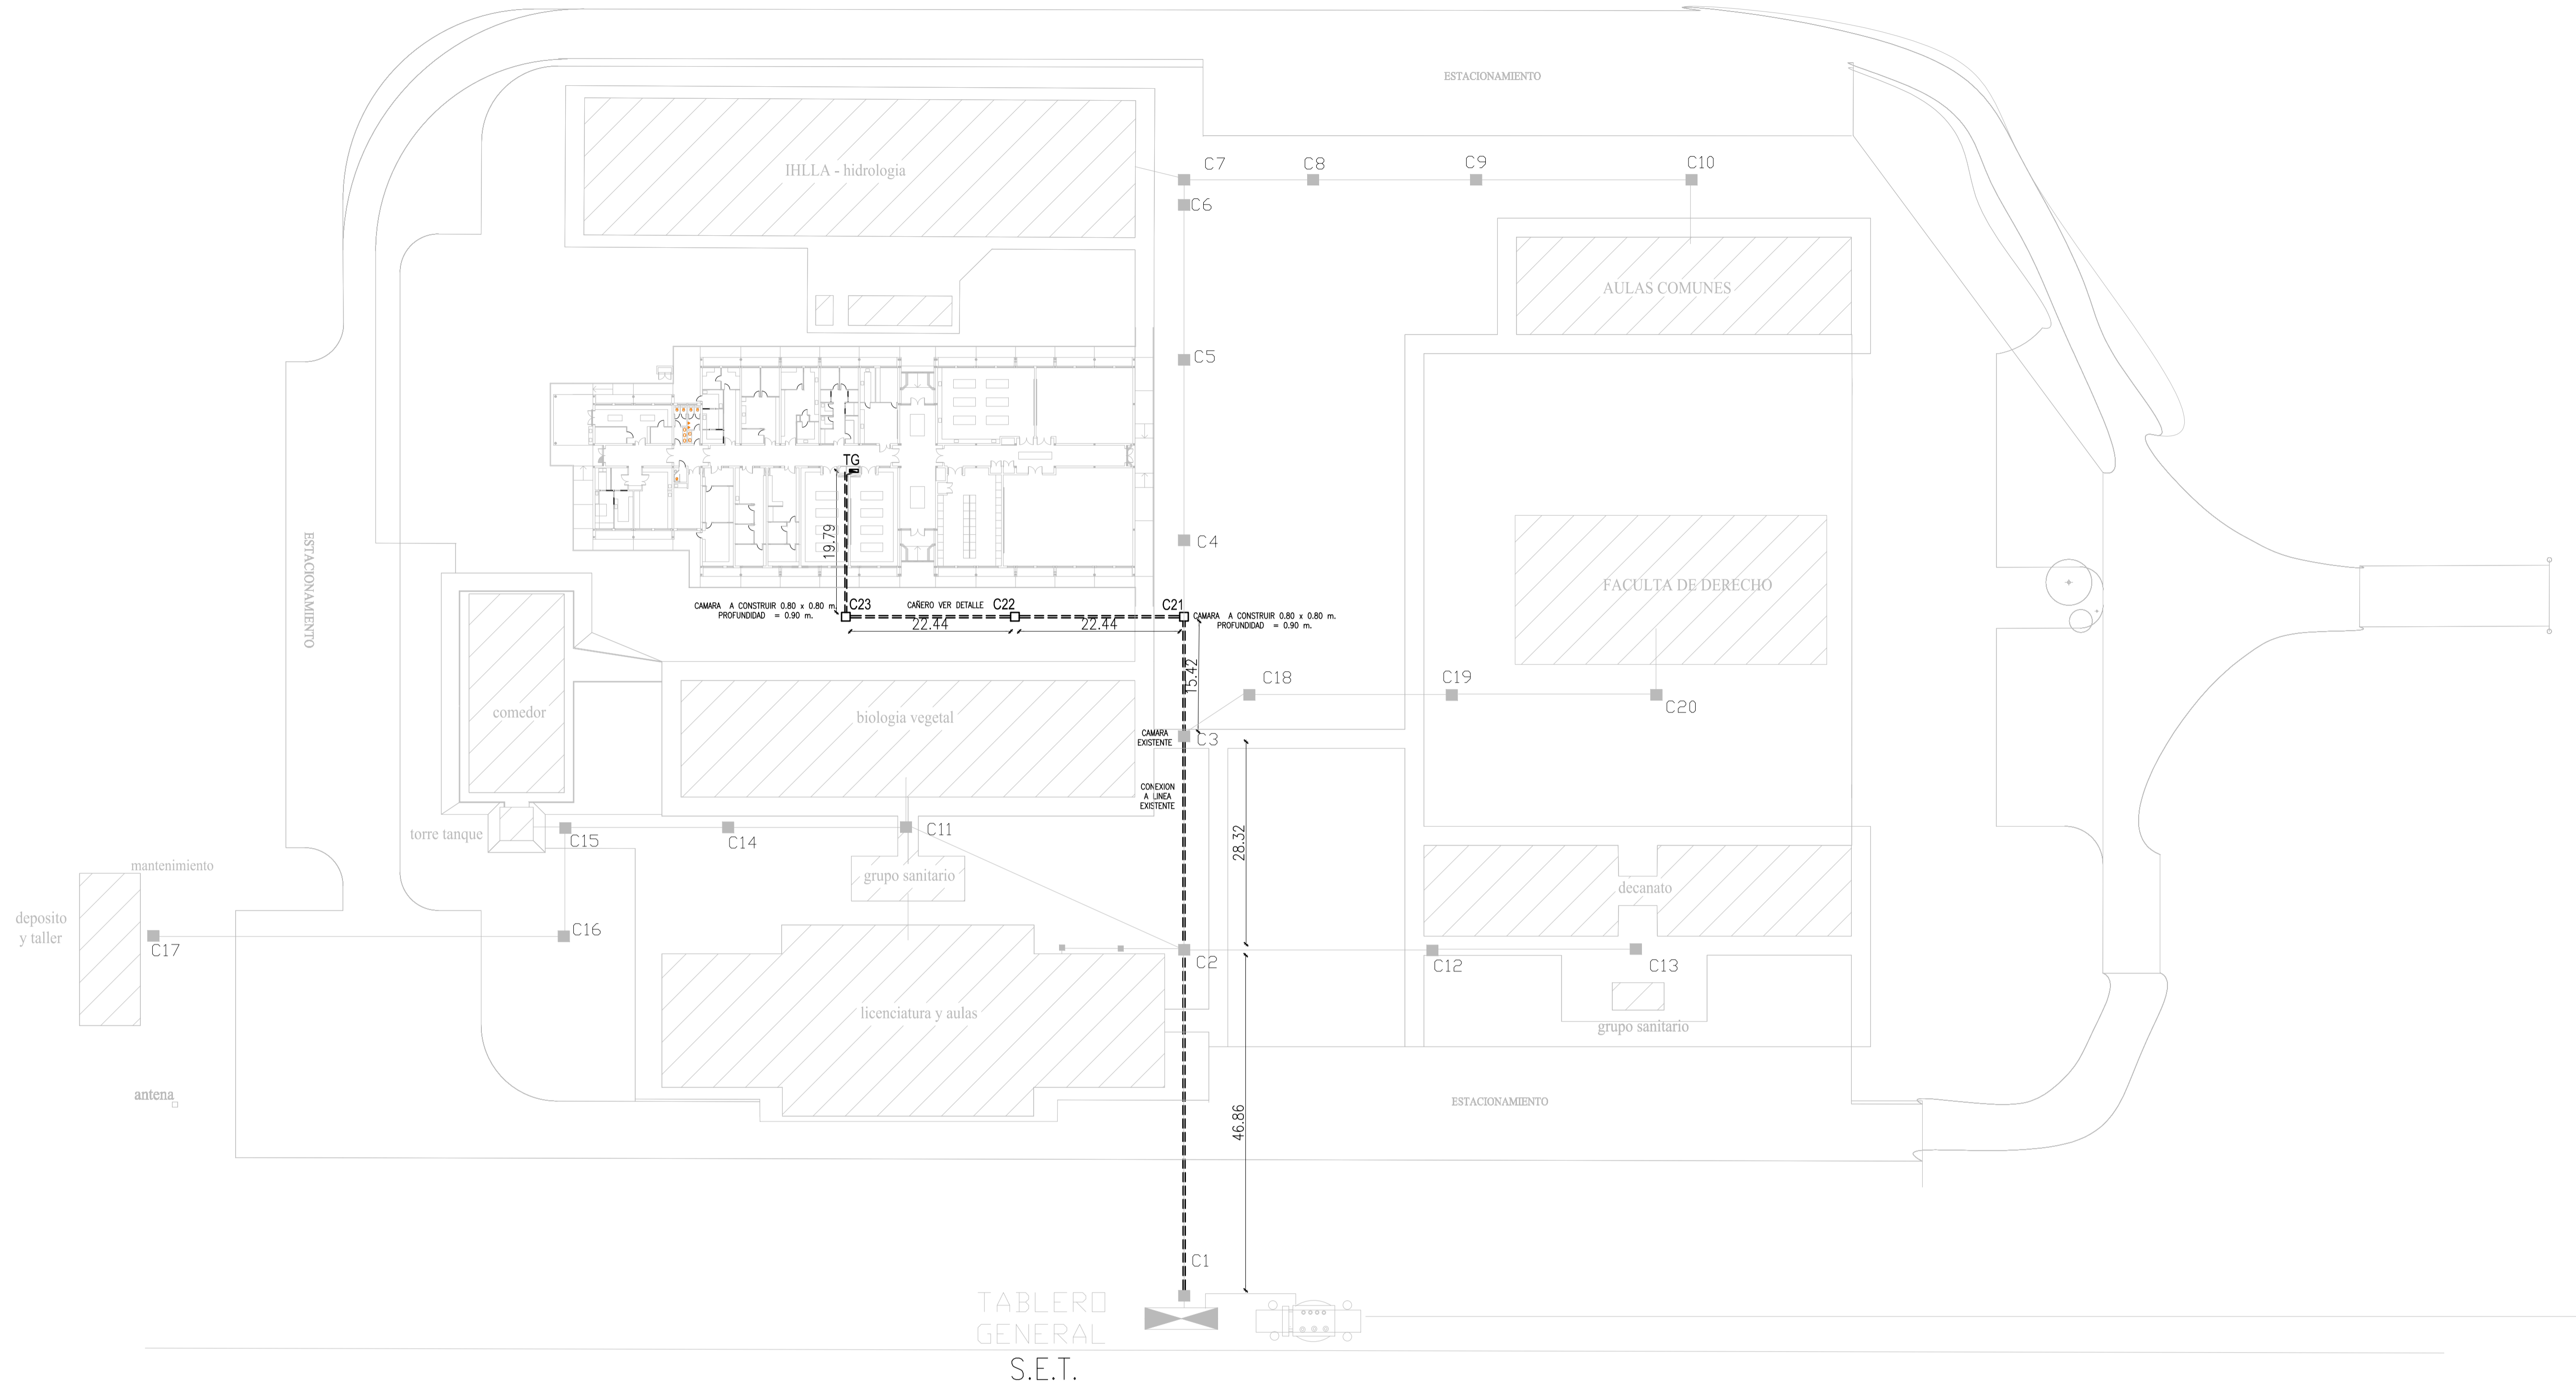 ESTACIONAMIENTO
C7
C8
C9
C10
IHLLA - hidrologia
C6
AULAS COMUNES
C5
TG
19.79
C4
ESTACIONAMIENTO
FACULTA DE DERECHO
CAMARA A CONSTRUIR 0.80 x 0.80 m.
PROFUNDIDAD = 0.90 m.
C23
CAÑERO VER DETALLE
C22
C21
CAMARA A CONSTRUIR 0.80 x 0.80 m.
PROFUNDIDAD = 0.90 m.
22.44
22.44
15.42
C18
C19
C20
comedor
biologia vegetal
CAMARA
EXISTENTE
C3
CONEXION
A LINEA
EXISTENTE
torre tanque
C15
C14
C11
28.32
mantenimiento
grupo sanitario
decanato
deposito
y taller
C17
C16
C2
C12
C13
licenciatura y aulas
grupo sanitario
antena
ESTACIONAMIENTO
46.86
C1
TABLERO
GENERAL
S.E.T.